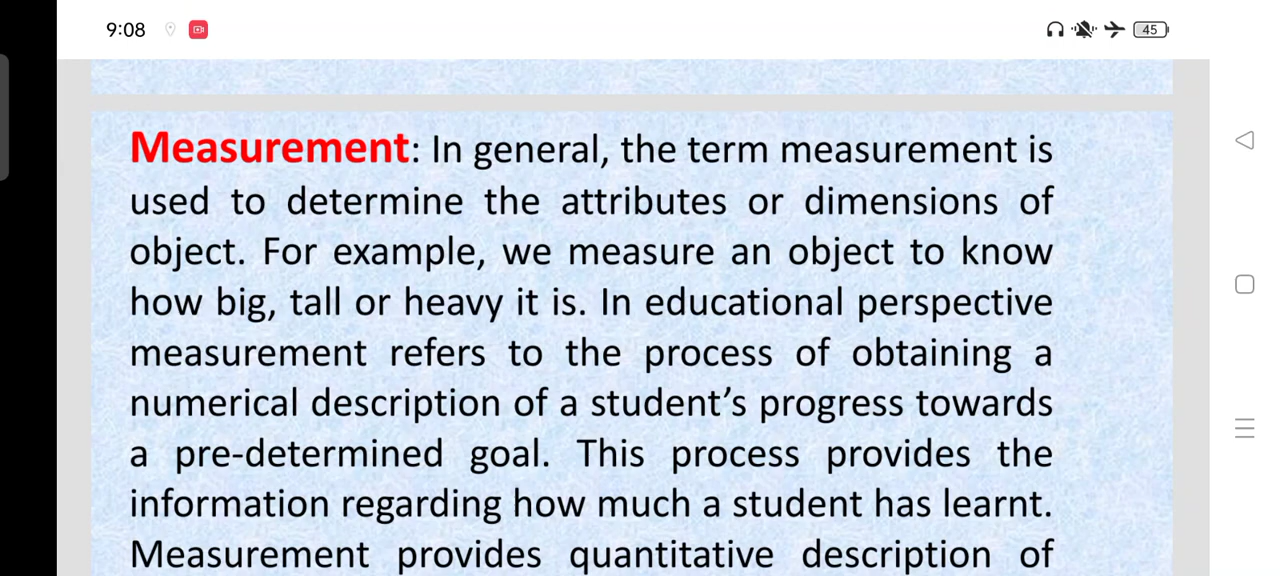 9:08
45
Measurement: In general, the term measurement is
used to determine the attributes or dimensions of
object. For example, we measure an object to know
how big, tall or heavy it is. In educational perspective
measurement refers to the process of obtaining a
numerical description of a student’s progress towards
a pre-determined goal. This process provides the
information regarding how much a student has learnt.
Measurement provides quantitative description of